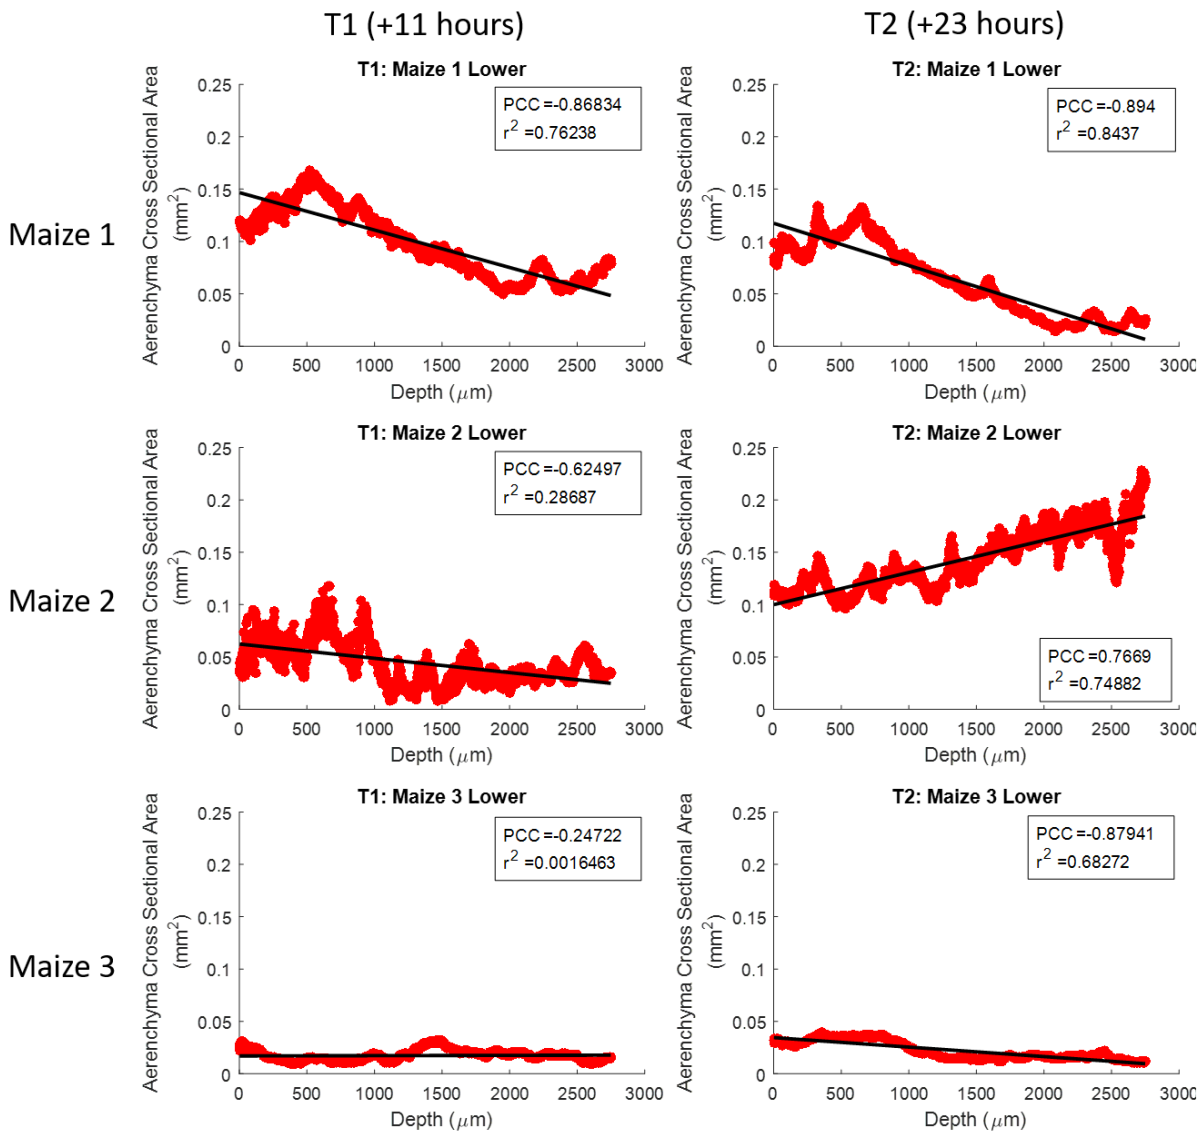 T1 (+11 hours)
T2 (+23 hours)
Maize 1
T1: Maize 1 Lower
Aerenchyma Cross Sectional Area
(mm²)
0.25
0.2
0.15
0.1
0.05
0
PCC=-0.86834
r² =0.76238
0 500 1000 1500 2000 2500 3000
Depth (μm)
T2: Maize 1 Lower
Aerenchyma Cross Sectional Area
(mm²)
0.25
0.2
0.15
0.1
0.05
0
PCC=-0.894
r² =0.8437
0 500 1000 1500 2000 2500 3000
Depth (μm)
Maize 2
T1: Maize 2 Lower
Aerenchyma Cross Sectional Area
(mm²)
0.25
0.2
0.15
0.1
0.05
0
PCC=-0.62497
r² =0.28687
0 500 1000 1500 2000 2500 3000
Depth (μm)
T2: Maize 2 Lower
Aerenchyma Cross Sectional Area
(mm²)
0.25
0.2
0.15
0.1
0.05
0
PCC=0.7669
r² =0.74882
0 500 1000 1500 2000 2500 3000
Depth (μm)
Maize 3
T1: Maize 3 Lower
Aerenchyma Cross Sectional Area
(mm²)
0.25
0.2
0.15
0.1
0.05
0
PCC=-0.24722
r² =0.0016463
0 500 1000 1500 2000 2500 3000
Depth (μm)
T2: Maize 3 Lower
Aerenchyma Cross Sectional Area
(mm²)
0.25
0.2
0.15
0.1
0.05
0
PCC=-0.87941
r² =0.68272
0 500 1000 1500 2000 2500 3000
Depth (μm)